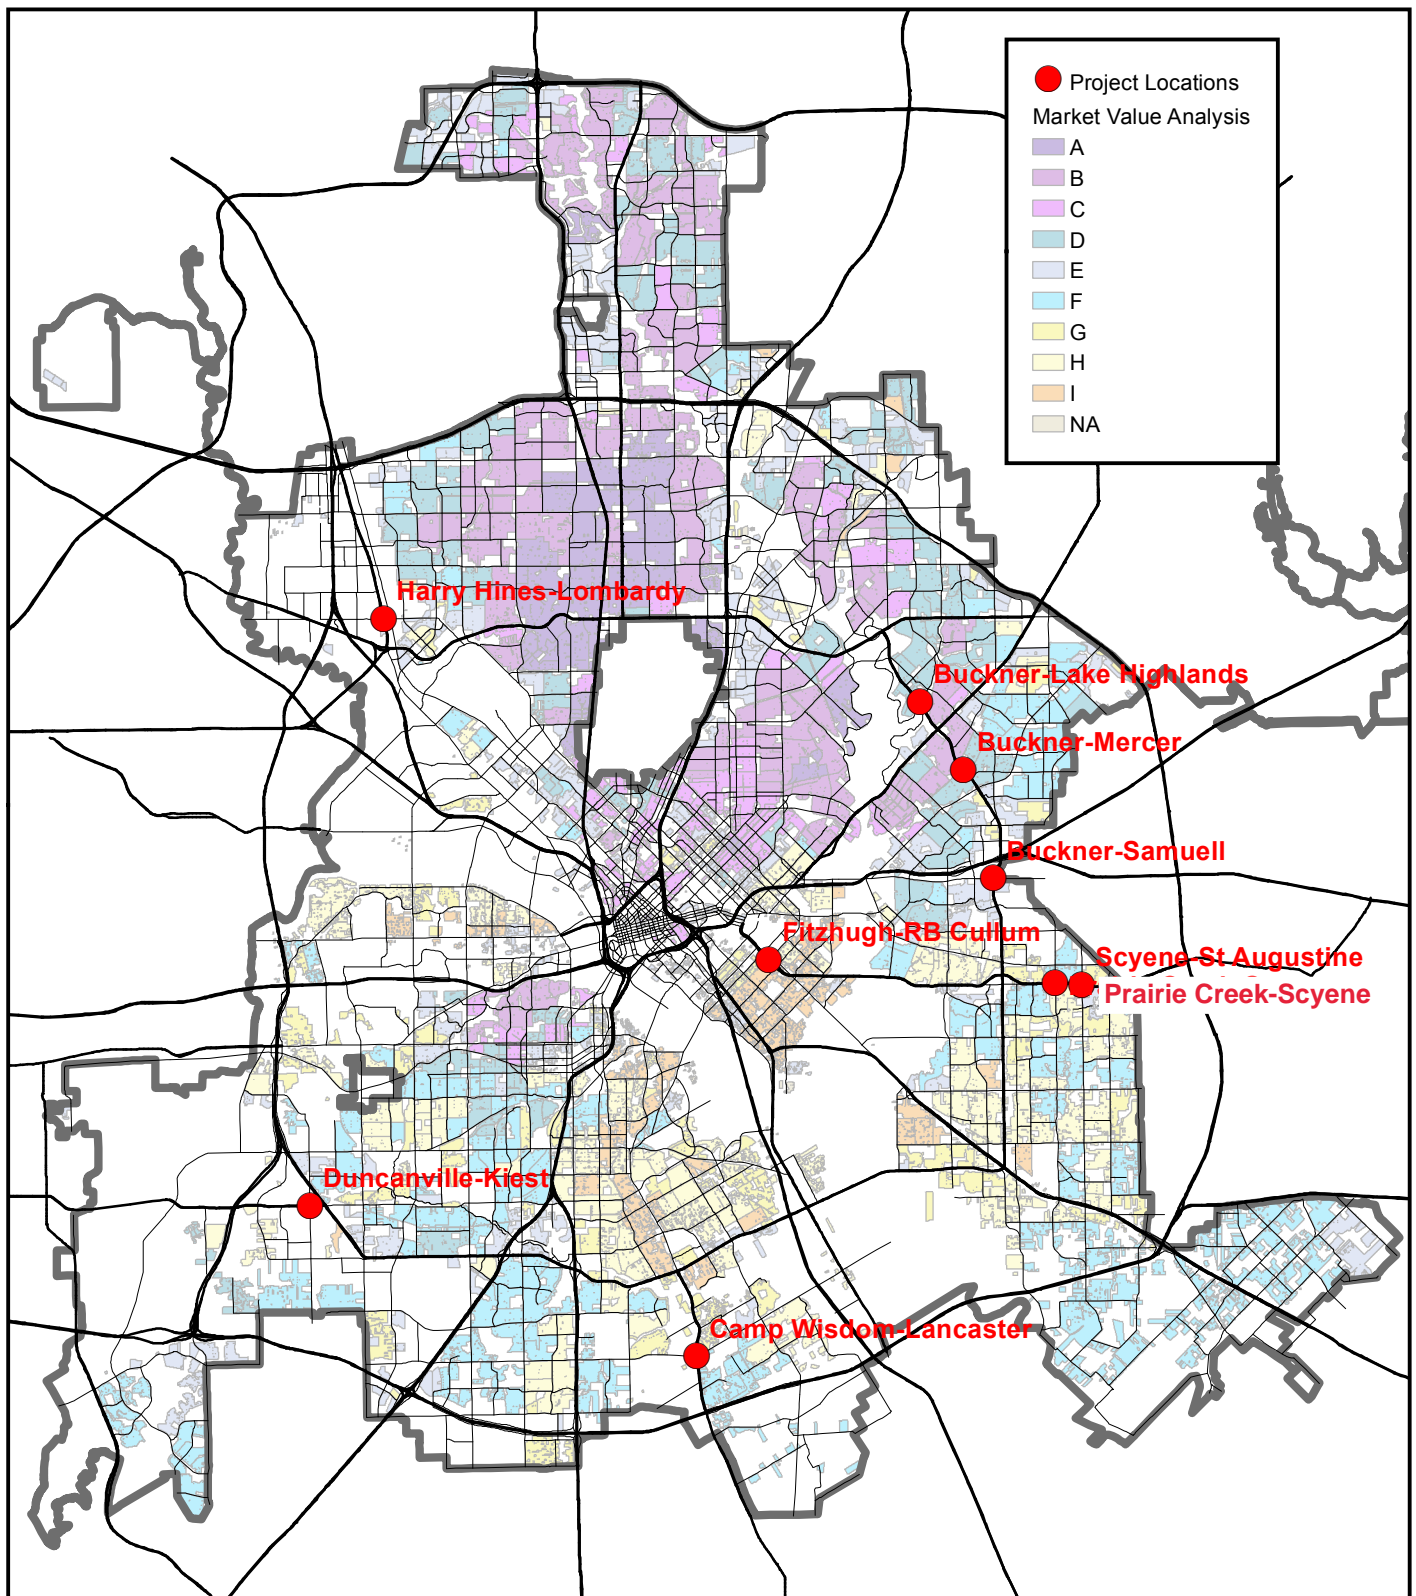 Project Locations
Market Value Analysis
A
B
C
D
E
F
G
H
I
NA
Harry Hines-Lombardy
Buckner-Lake Highlands
Buckner-Mercer
Buckner-Samuell
Fitzhugh-RB Cullum
Scyene-St Augustine
Prairie Creek-Scyene
Duncanville-Kiest
Camp Wisdom-Lancaster